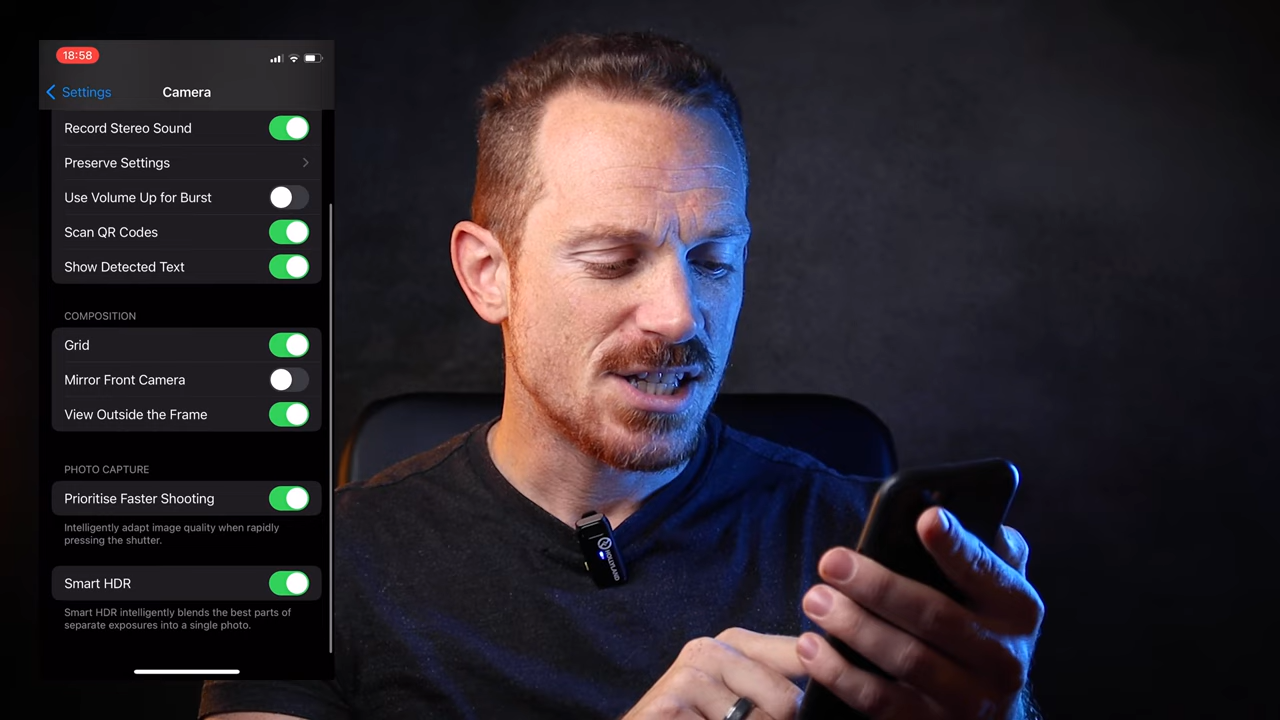 18:58
Settings
Camera
Record Stereo Sound
Preserve Settings
Use Volume Up for Burst
Scan QR Codes
Show Detected Text
COMPOSITION
Grid
Mirror Front Camera
View Outside the Frame
PHOTO CAPTURE
Prioritise Faster Shooting
Intelligently adapt image quality when rapidly
pressing the shutter.
Smart HDR
Smart HDR intelligently blends the best parts of
separate exposures into a single photo.
HOLLYLAND